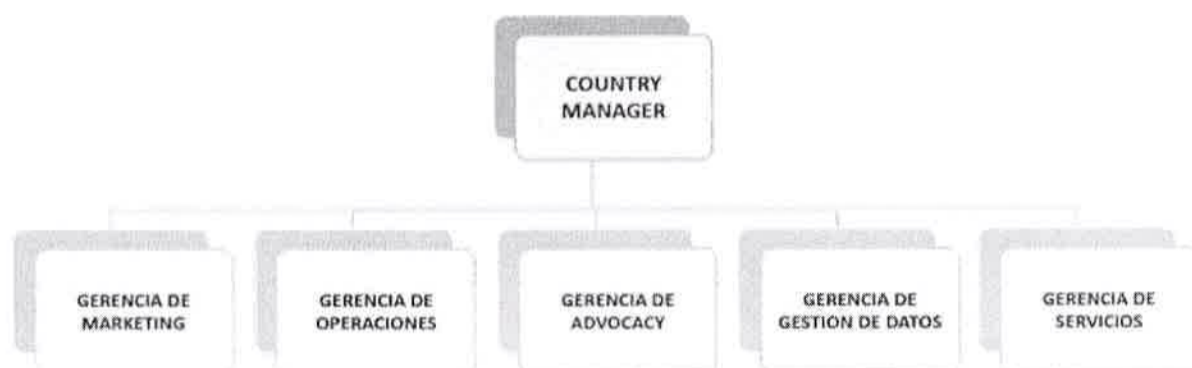 COUNTRY
MANAGER
GERENCIA DE
MARKETING
GERENCIA DE
OPERACIONES
GERENCIA DE
ADVOCACY
GERENCIA DE
GESTION DE DATOS
GERENCIA DE
SERVICIOS